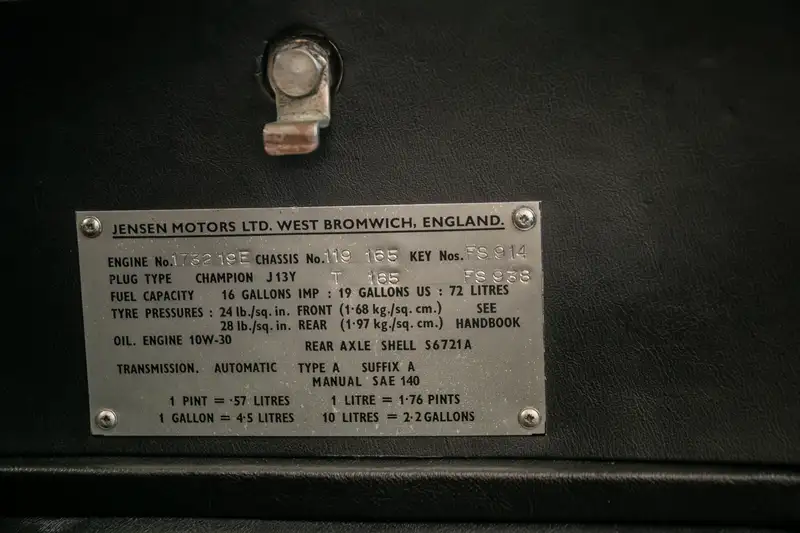 JENSEN MOTORS LTD. WEST BROMWICH, ENGLAND.
ENGINE No. 173219E CHASSIS No. 119 165 KEY Nos. FS 914
PLUG TYPE CHAMPION J13Y T 165 FS 938
FUEL CAPACITY 16 GALLONS IMP : 19 GALLONS US : 72 LITRES
TYRE PRESSURES : 24 lb./sq. in. FRONT (1·68 kg./sq. cm.) SEE
28 lb./sq. in. REAR (1·97 kg./sq. cm.) HANDBOOK
OIL. ENGINE 10W-30 REAR AXLE SHELL S6721A
TRANSMISSION. AUTOMATIC TYPE A SUFFIX A
MANUAL SAE 140
1 PINT = ·57 LITRES 1 LITRE = 1·76 PINTS
1 GALLON = 4·5 LITRES 10 LITRES = 2·2 GALLONS